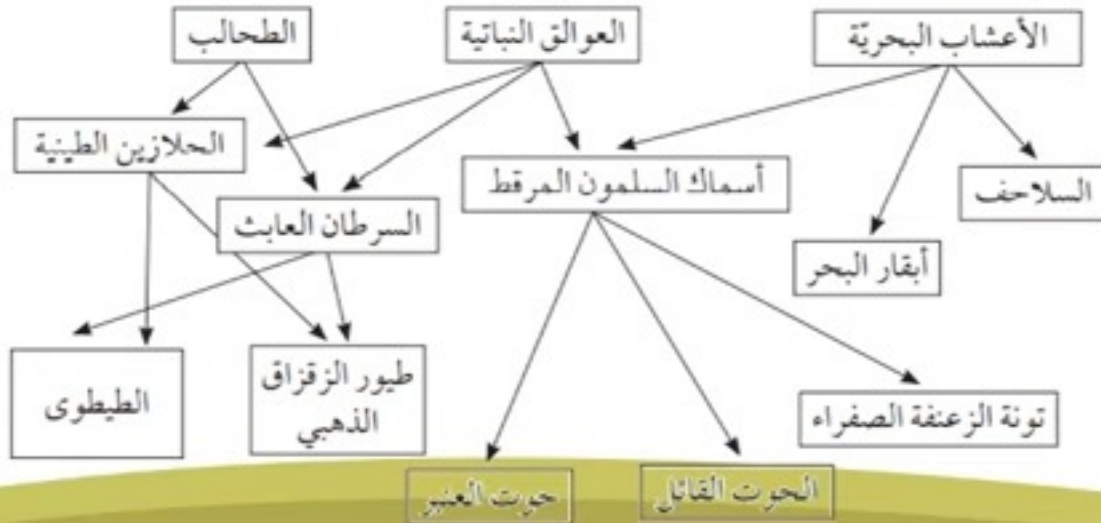 الأعشاب البحريّة
العوالق النباتية
الطحالب
الحلازين الطينية
أسماك السلمون المرقط
السلاحف
السرطان العابث
أبقار البحر
طيور الزقزاق
الذهبي
الطيطوى
تونة الزعنفة الصفراء
الحوت القاتل
حوت العنبر